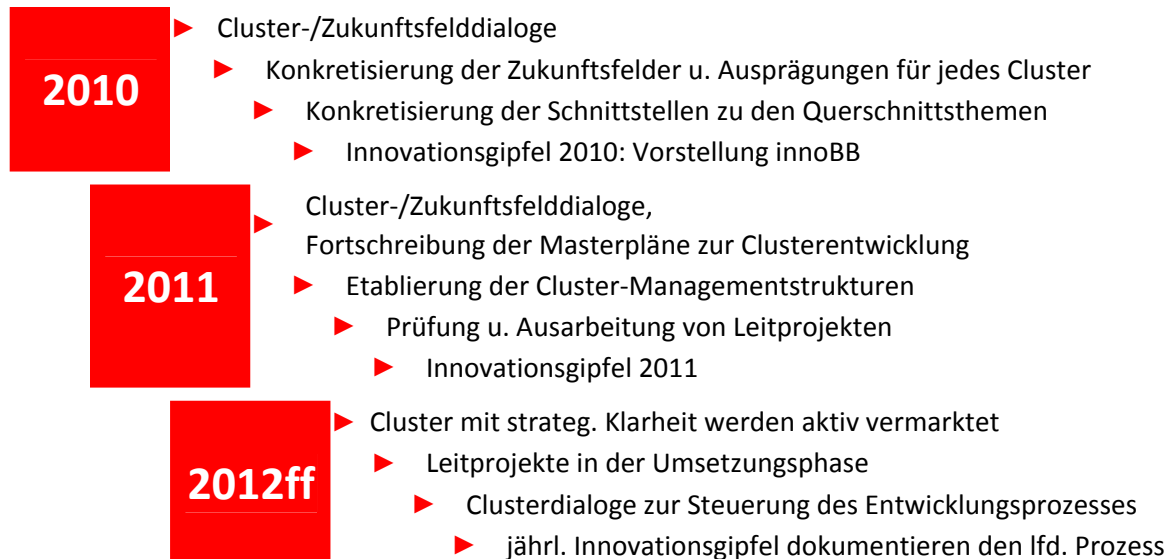 2010
Cluster-/Zukunftsfelddialoge
Konkretisierung der Zukunftsfelder u. Ausprägungen für jedes Cluster
Konkretisierung der Schnittstellen zu den Querschnittsthemen
Innovationsgipfel 2010: Vorstellung innoBB
2011
Cluster-/Zukunftsfelddialoge,
Fortschreibung der Masterpläne zur Clusterentwicklung
Etablierung der Cluster-Managementstrukturen
Prüfung u. Ausarbeitung von Leitprojekten
Innovationsgipfel 2011
2012ff
Cluster mit strateg. Klarheit werden aktiv vermarktet
Leitprojekte in der Umsetzungsphase
Clusterdialoge zur Steuerung des Entwicklungsprozesses
jährl. Innovationsgipfel dokumentieren den lfd. Prozess